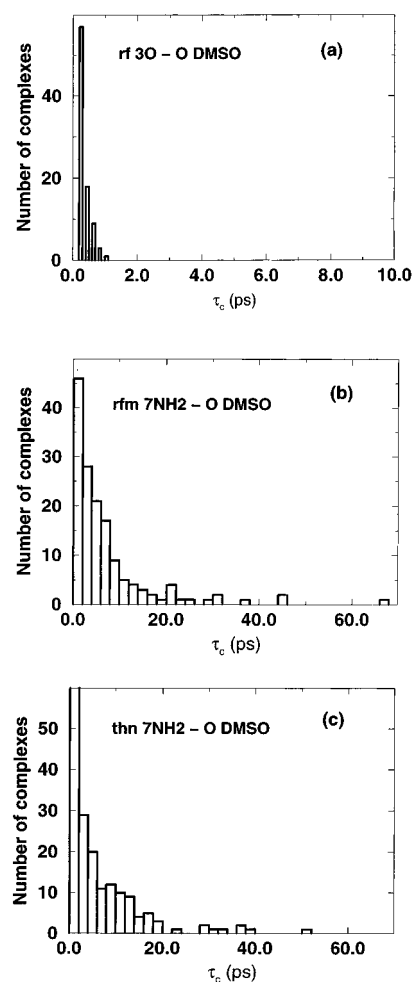 (a)
rf 3O – O DMSO
Number of complexes
40
20
0
0.0 2.0 4.0 6.0 8.0 10.0
τc (ps)
(b)
rfm 7NH2 – O DMSO
Number of complexes
40
30
20
10
0
0.0 20.0 40.0 60.0
τc (ps)
(c)
thn 7NH2 – O DMSO
Number of complexes
50
40
30
20
10
0
0.0 20.0 40.0 60.0
τc (ps)